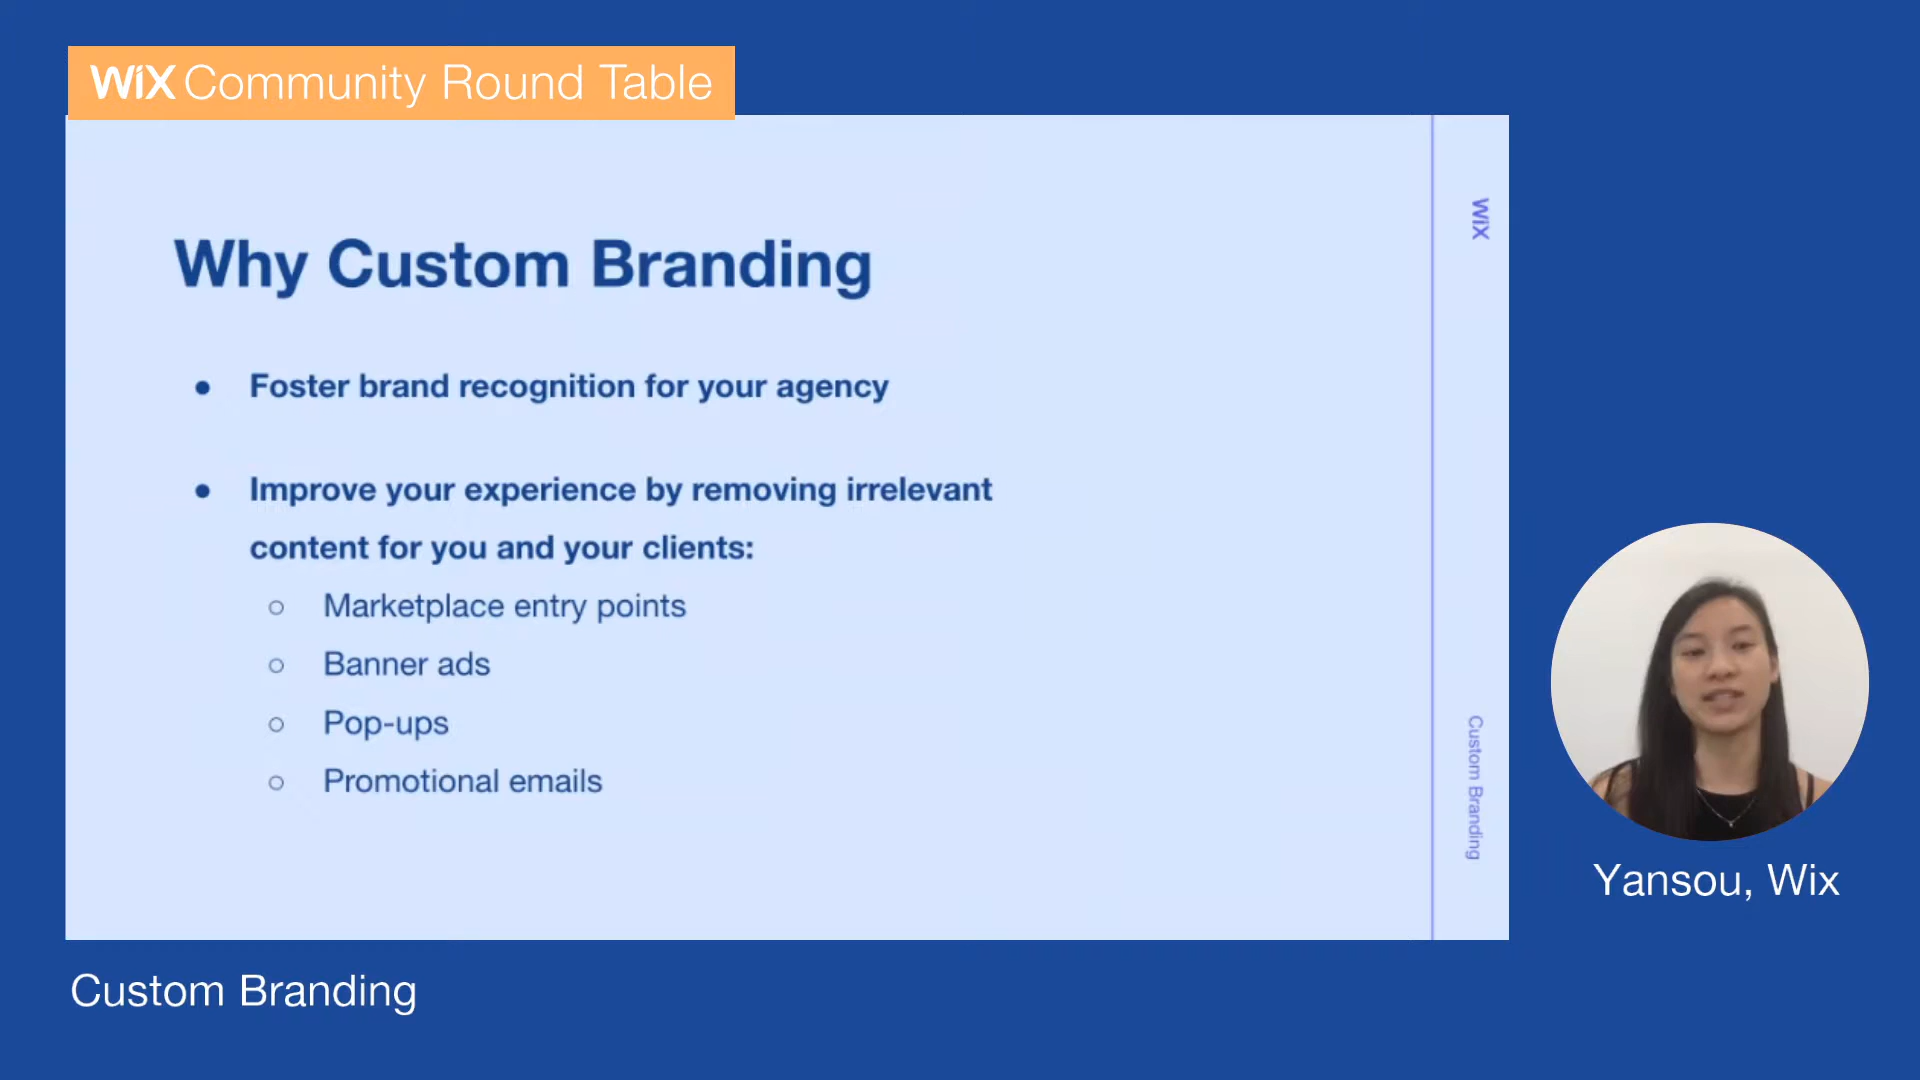 WiX Community Round Table
WiX
Why Custom Branding
● Foster brand recognition for your agency
● Improve your experience by removing irrelevant
content for you and your clients:
○ Marketplace entry points
○ Banner ads
○ Pop-ups
○ Promotional emails
Custom Branding
Yansou, Wix
Custom Branding